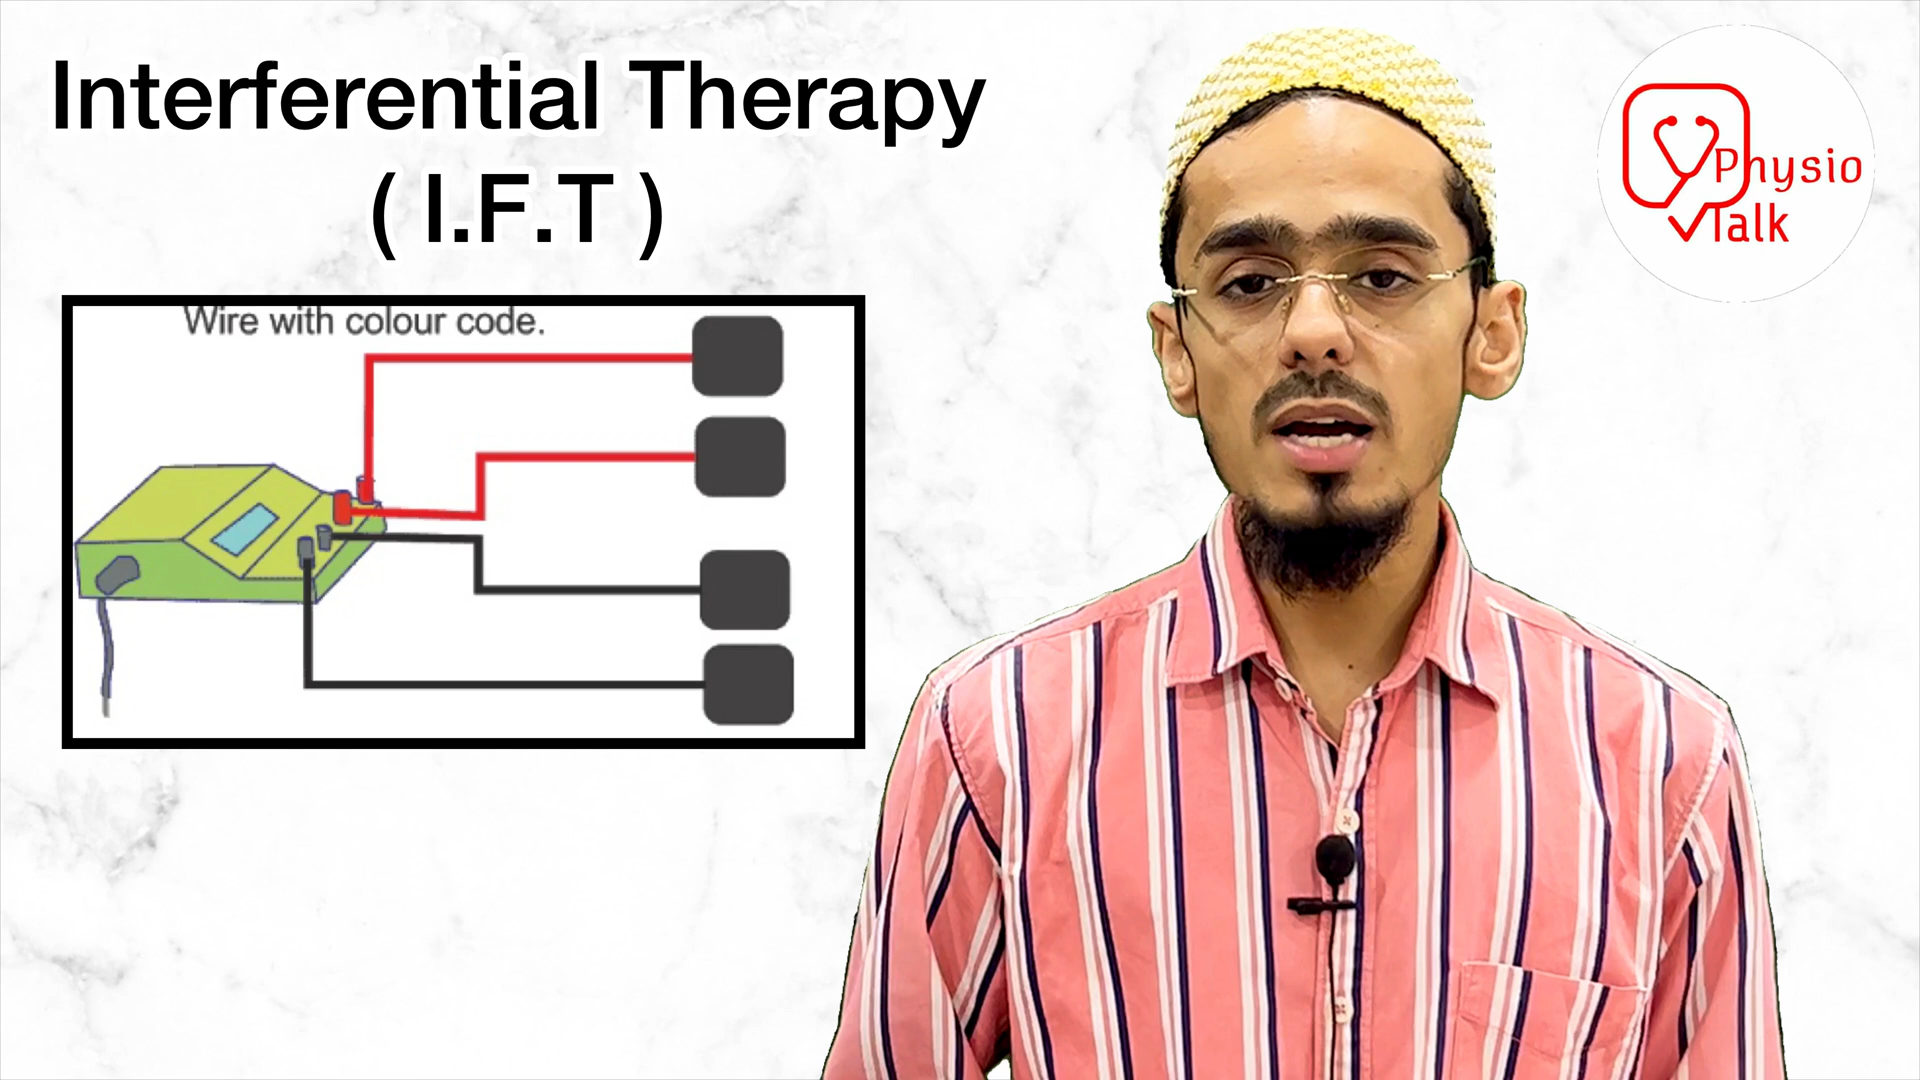 Interferential Therapy
( I.F.T )
Wire with colour code.
Physio
Talk